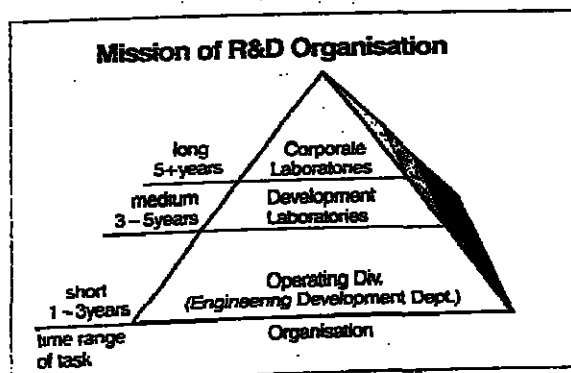 Mission of R&D Organisation
long
5+years
Corporate
Laboratories
medium
3–5years
Development
Laboratories
short
1~3years
Operating Div.
(Engineering Development Dept.)
time range
of task
Organisation